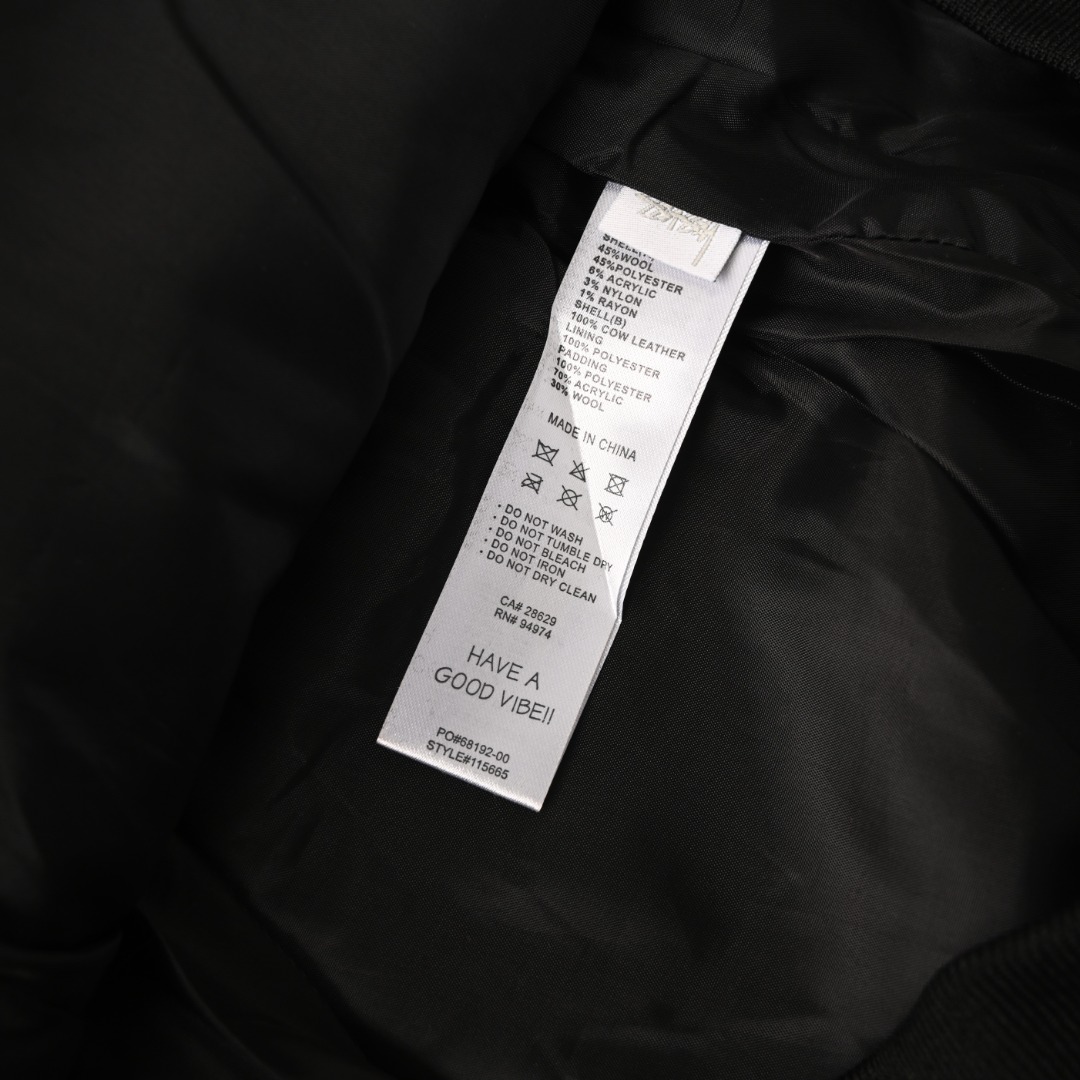 45%WOOL
45%POLYESTER
6% ACRYLIC
3% NYLON
1% RAYON
SHELL(B)
100% COW LEATHER
LINING
100% POLYESTER
PADDING
100% POLYESTER
70% ACRYLIC
30% WOOL
MADE IN CHINA
· DO NOT WASH
· DO NOT TUMBLE DRY
· DO NOT BLEACH
· DO NOT IRON
· DO NOT DRY CLEAN
CA# 28629
RN# 94974
HAVE A
GOOD VIBE!!
PO#68192-00
STYLE#115665